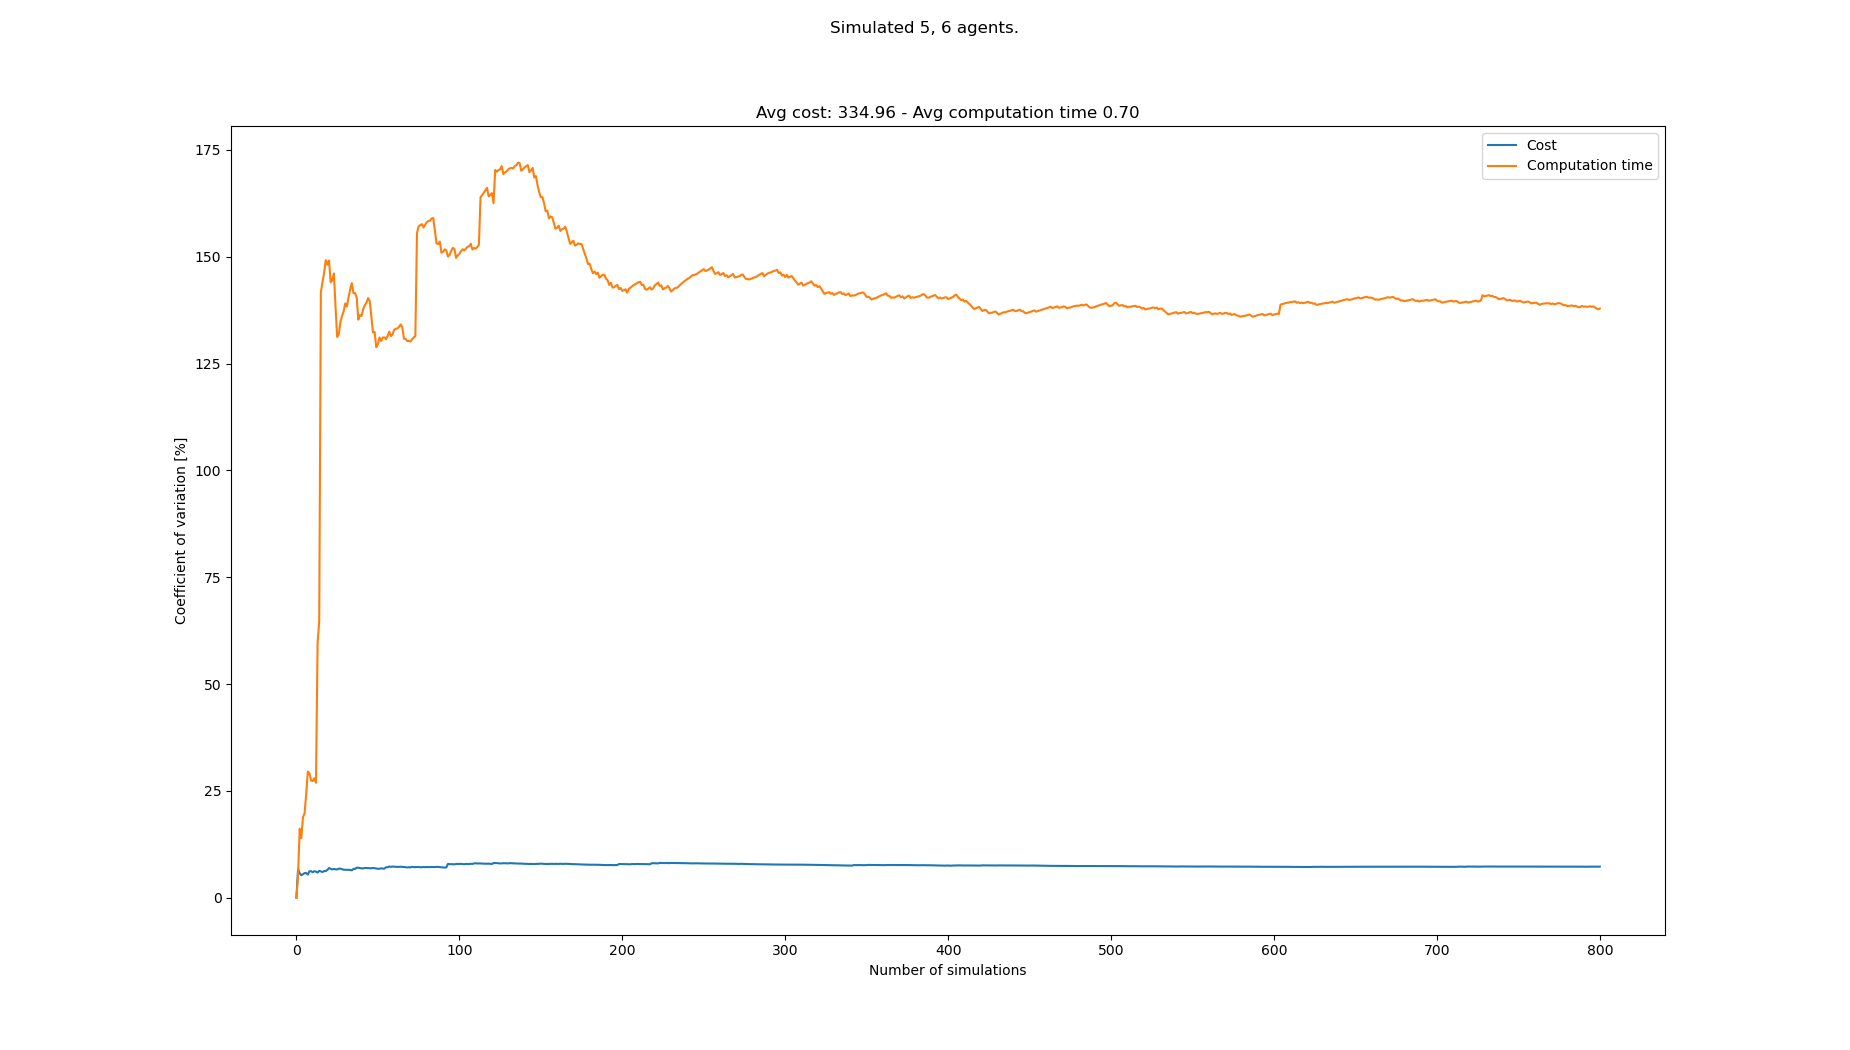 Simulated 5, 6 agents.
Avg cost: 334.96 - Avg computation time 0.70
Cost
Computation time
175
150
125
100
75
50
25
0
Coefficient of variation [%]
0 100 200 300 400 500 600 700 800
Number of simulations